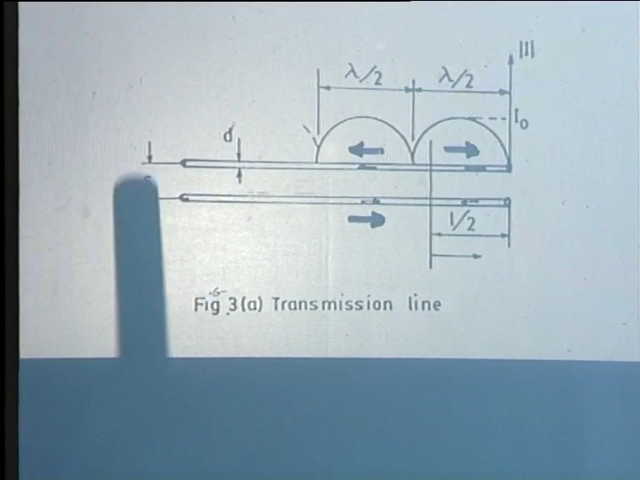 |I|
λ/2 λ/2
I₀
d
l/2
Fig 3(a) Transmission line